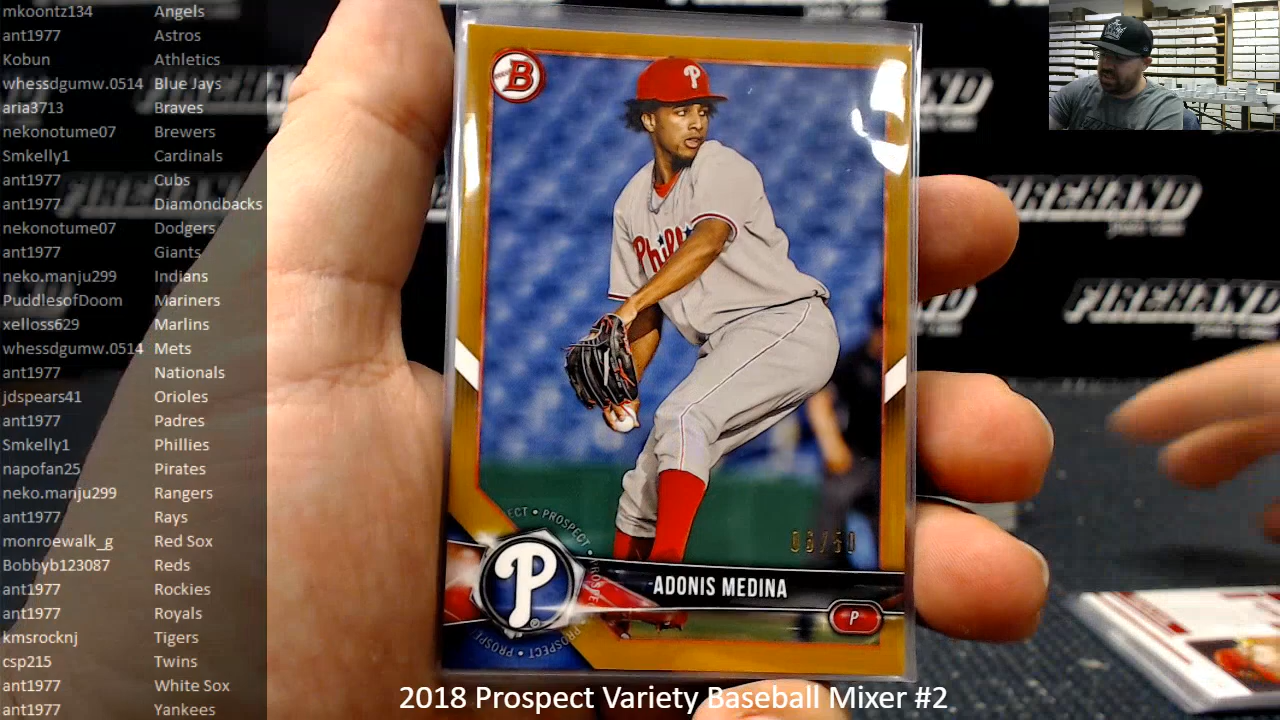 mkoontz134 Angels
ant1977 Astros
Kobun Athletics
whessdgumw.0514 Blue Jays
aria3713 Braves
nekonotume07 Brewers
Smkelly1 Cardinals
ant1977 Cubs
ant1977 Diamondbacks
nekonotume07 Dodgers
ant1977 Giants
neko.manju299 Indians
PuddlesofDoom Mariners
xelloss629 Marlins
whessdgumw.0514 Mets
ant1977 Nationals
jdspears41 Orioles
ant1977 Padres
Smkelly1 Phillies
napofan25 Pirates
neko.manju299 Rangers
ant1977 Rays
monroewalk_g Red Sox
Bobbyb123087 Reds
ant1977 Rockies
ant1977 Royals
kmsrocknj Tigers
csp215 Twins
ant1977 White Sox
ant1977 Yankees
B
P
FIREHAND
FIREHAND
FIREHAND
PROSPECT
P
ADONIS MEDINA
P
2018 Prospect Variety Baseball Mixer #2